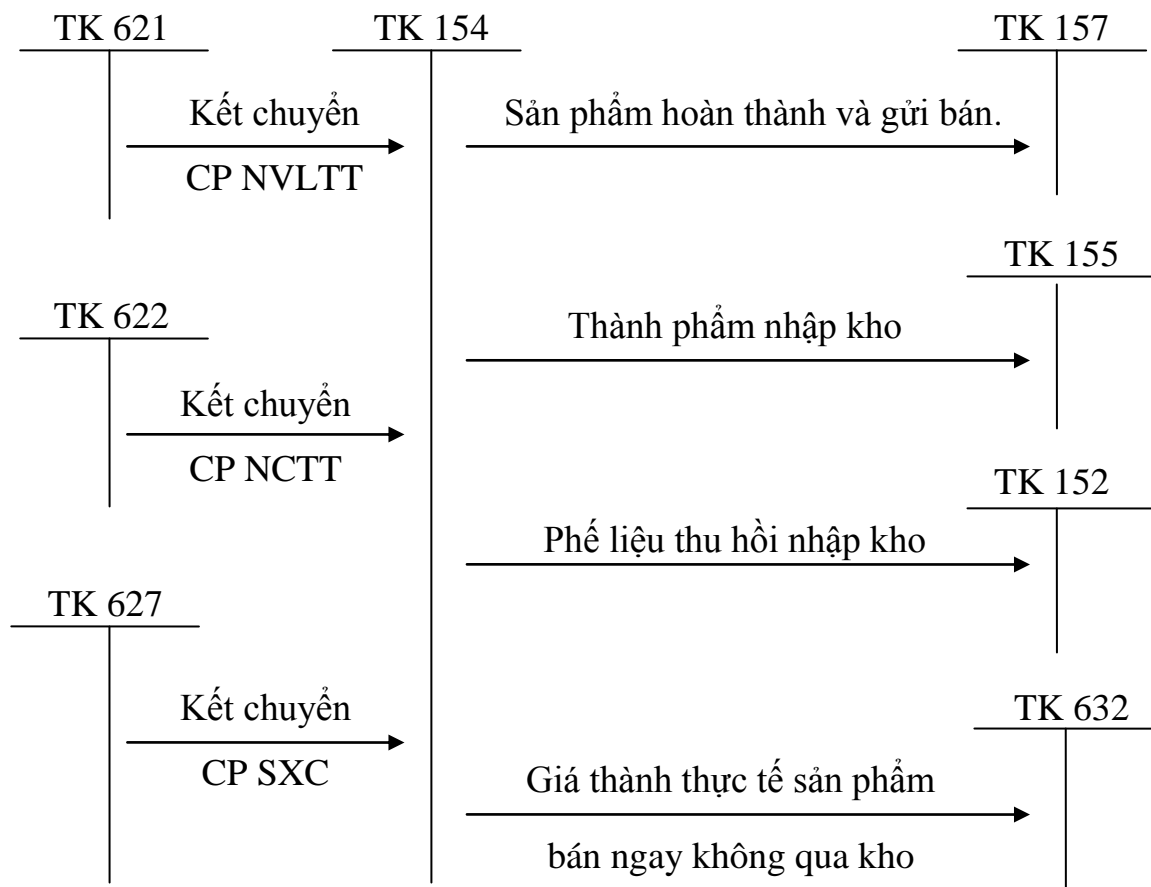 TK 621
TK 154
TK 157
Kết chuyển
CP NVLTT
Sản phẩm hoàn thành và gửi bán.
TK 155
TK 622
Thành phẩm nhập kho
Kết chuyển
CP NCTT
TK 152
Phế liệu thu hồi nhập kho
TK 627
Kết chuyển
CP SXC
TK 632
Giá thành thực tế sản phẩm
bán ngay không qua kho